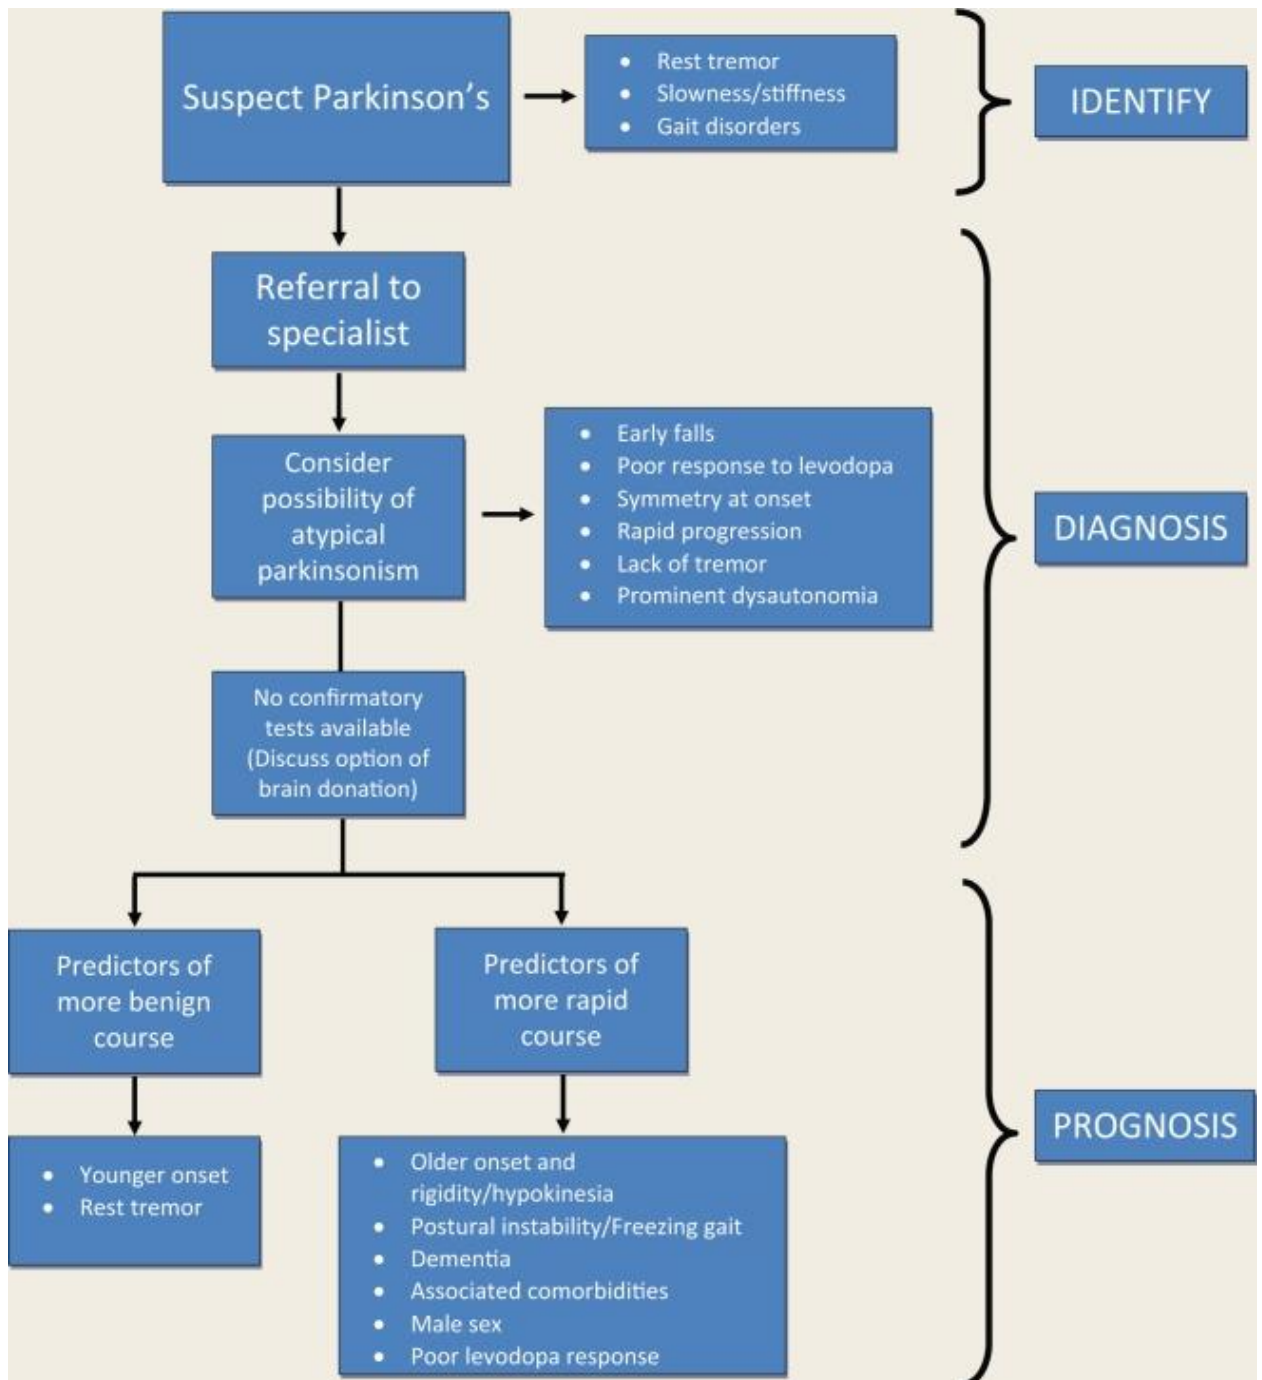 Suspect Parkinson's
• Rest tremor
• Slowness/stiffness
• Gait disorders
IDENTIFY
Referral to
specialist
Consider
possibility of
atypical
parkinsonism
• Early falls
• Poor response to levodopa
• Symmetry at onset
• Rapid progression
• Lack of tremor
• Prominent dysautonomia
DIAGNOSIS
No confirmatory
tests available
(Discuss option of
brain donation)
Predictors of
more benign
course
Predictors of
more rapid
course
• Younger onset
• Rest tremor
• Older onset and
rigidity/hypokinesia
• Postural instability/Freezing gait
• Dementia
• Associated comorbidities
• Male sex
• Poor levodopa response
PROGNOSIS